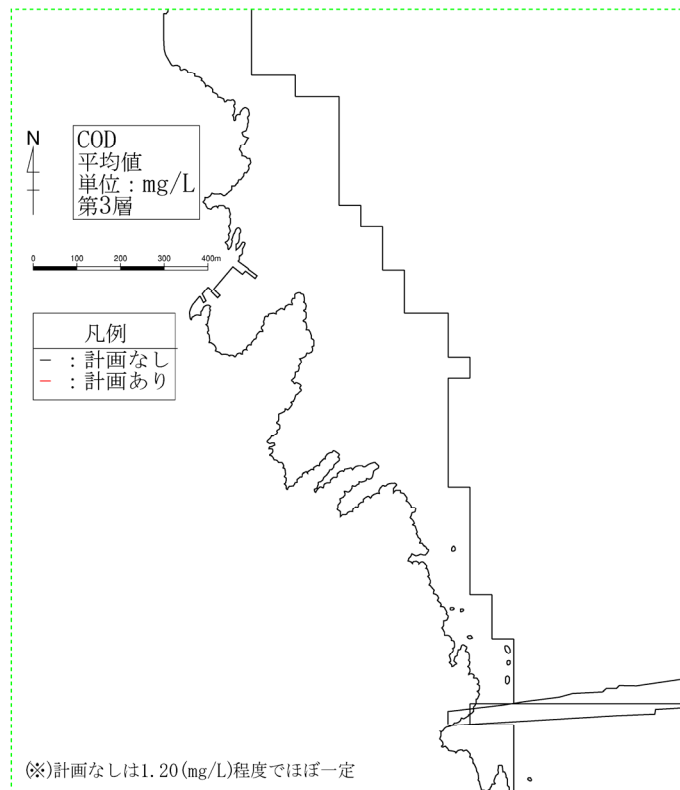 N
COD
平均値
単位：mg/L
第3層
0 100 200 300 400m
凡例
－ ：計画なし
－ ：計画あり
(※)計画なしは1.20(mg/L)程度でほぼ一定